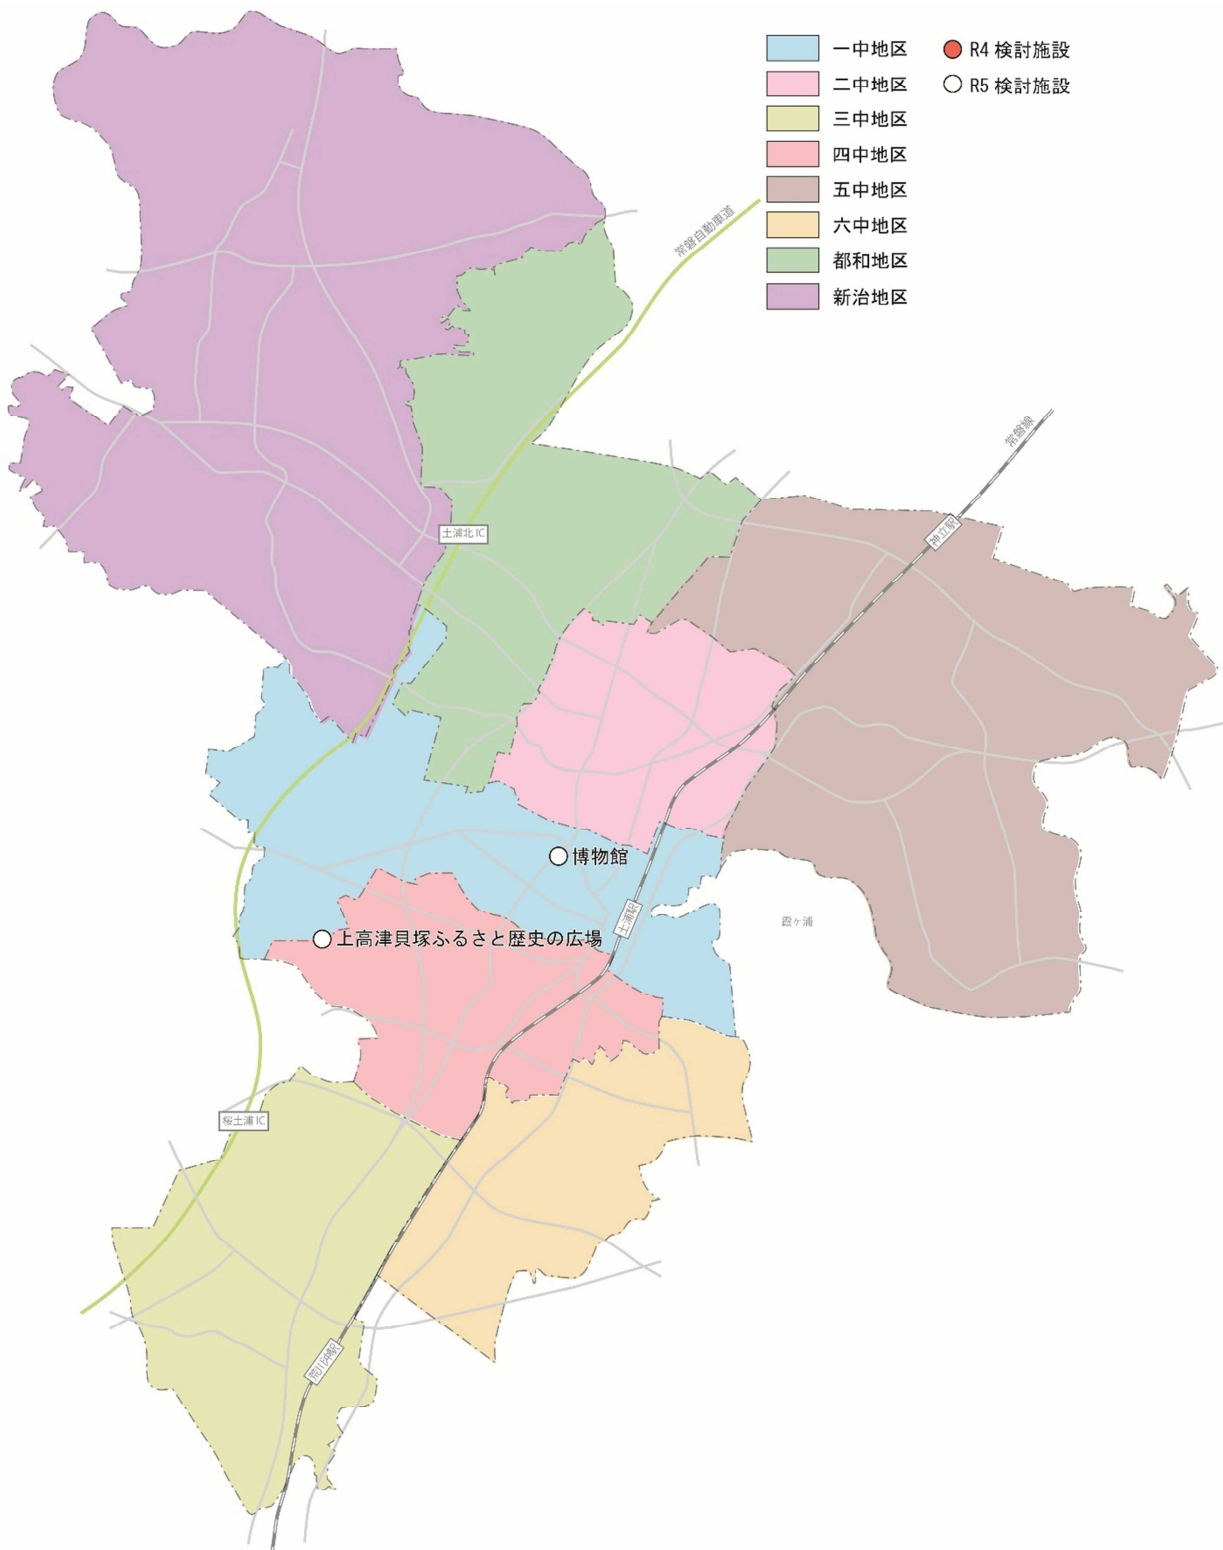 一中地区
二中地区
三中地区
四中地区
五中地区
六中地区
都和地区
新治地区
R4 検討施設
R5 検討施設
常磐自動車道
常磐線
神立駅
土浦北 IC
博物館
土浦駅
霞ヶ浦
上高津貝塚ふるさと歴史の広場
桜土浦 IC
荒川沖駅